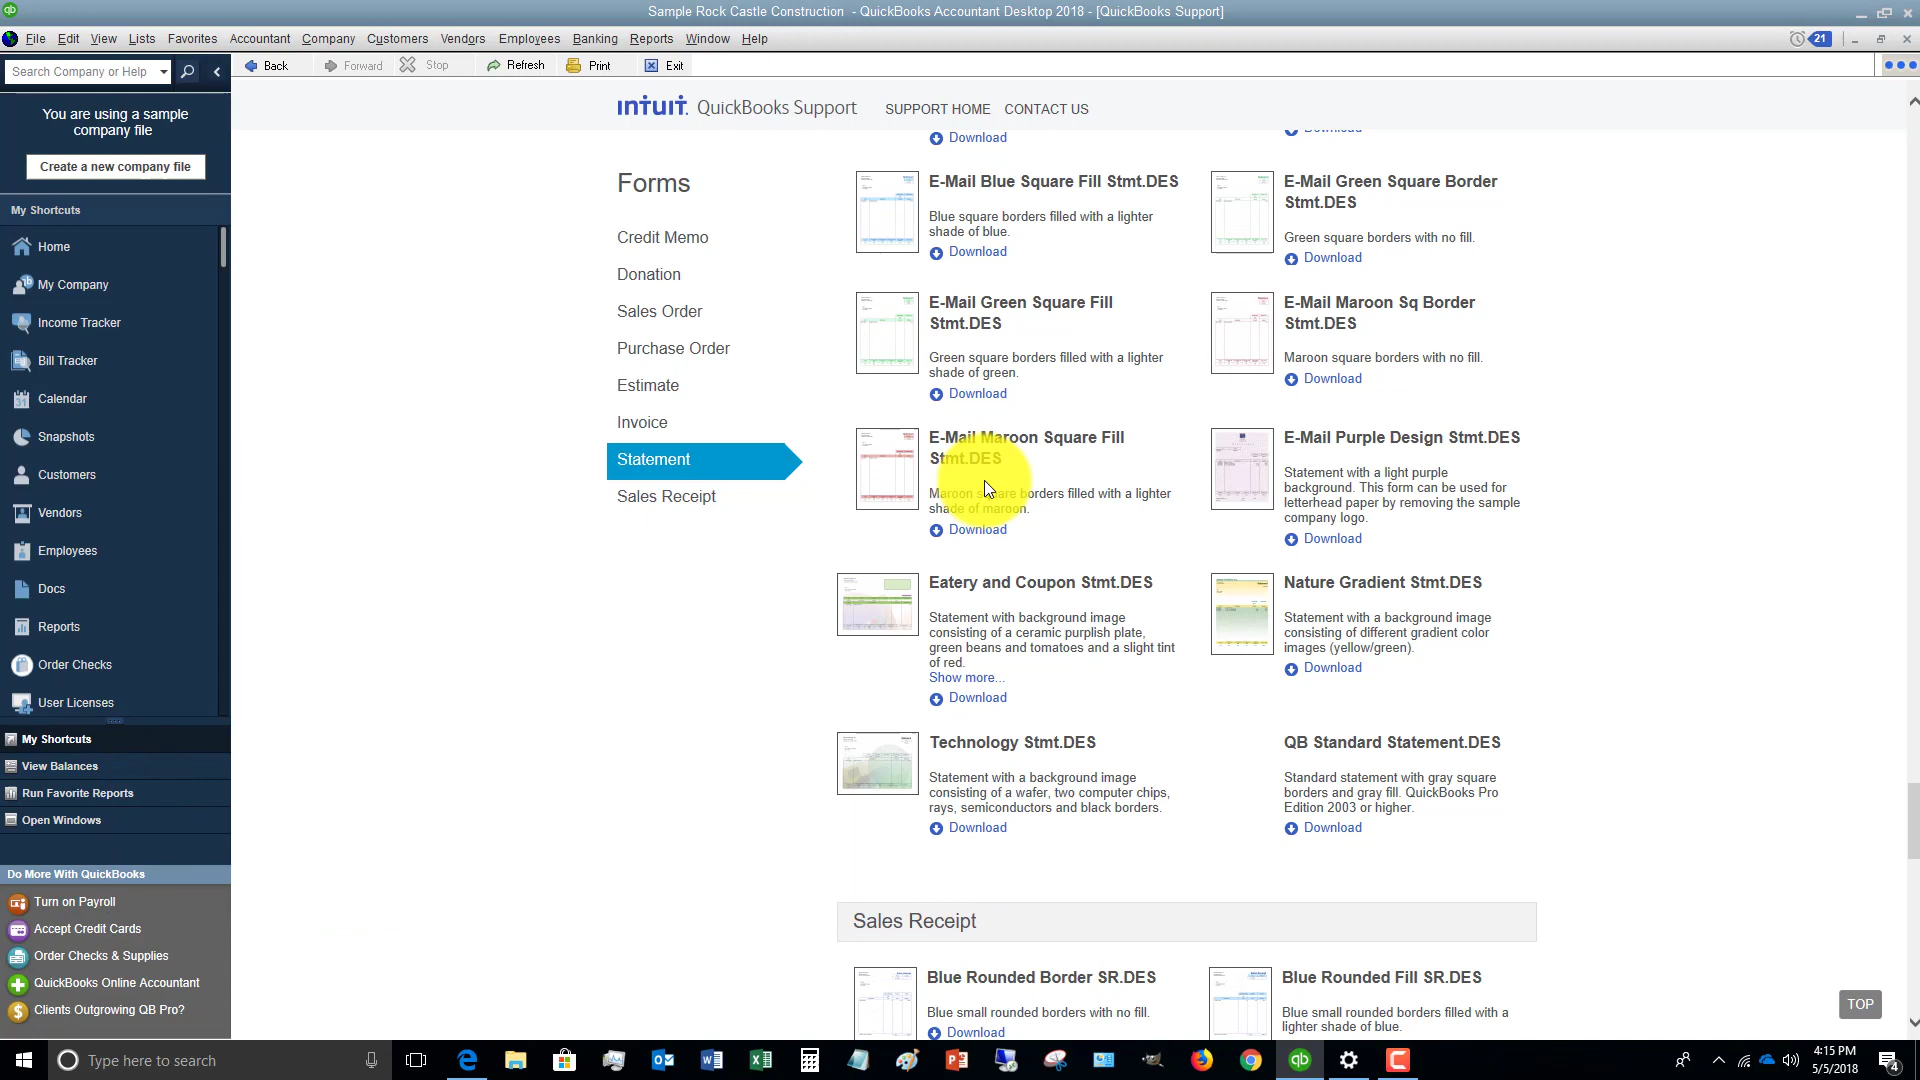 Sample Rock Castle Construction - QuickBooks Accountant Desktop 2018 - [QuickBooks Support]
File Edit View Lists Favorites Accountant Company Customers Vendors Employees Banking Reports Window Help
21
Search Company or Help
Back Forward Stop Refresh Print Exit
You are using a sample
company file
Create a new company file
My Shortcuts
Home
My Company
Income Tracker
Bill Tracker
Calendar
Snapshots
Customers
Vendors
Employees
Docs
Reports
Order Checks
User Licenses
My Shortcuts
View Balances
Run Favorite Reports
Open Windows
Do More With QuickBooks
Turn on Payroll
Accept Credit Cards
Order Checks & Supplies
QuickBooks Online Accountant
Clients Outgrowing QB Pro?
intuit. QuickBooks Support SUPPORT HOME CONTACT US
Forms
Credit Memo
Donation
Sales Order
Purchase Order
Estimate
Invoice
Statement
Sales Receipt
Download
Download
E-Mail Blue Square Fill Stmt.DES
Blue square borders filled with a lighter
shade of blue.
Download
E-Mail Green Square Border
Stmt.DES
Green square borders with no fill.
Download
E-Mail Green Square Fill
Stmt.DES
Green square borders filled with a lighter
shade of green.
Download
E-Mail Maroon Sq Border
Stmt.DES
Maroon square borders with no fill.
Download
E-Mail Maroon Square Fill
Stmt.DES
Maroon square borders filled with a lighter
shade of maroon.
Download
E-Mail Purple Design Stmt.DES
Statement with a light purple
background. This form can be used for
letterhead paper by removing the sample
company logo.
Download
Eatery and Coupon Stmt.DES
Statement with background image
consisting of a ceramic purplish plate,
green beans and tomatoes and a slight tint
of red.
Show more...
Download
Nature Gradient Stmt.DES
Statement with a background image
consisting of different gradient color
images (yellow/green).
Download
Technology Stmt.DES
Statement with a background image
consisting of a wafer, two computer chips,
rays, semiconductors and black borders.
Download
QB Standard Statement.DES
Standard statement with gray square
borders and gray fill. QuickBooks Pro
Edition 2003 or higher.
Download
Sales Receipt
Blue Rounded Border SR.DES
Blue small rounded borders with no fill.
Download
Blue Rounded Fill SR.DES
Blue small rounded borders filled with a
lighter shade of blue.
TOP
Type here to search
4:15 PM
5/5/2018
4